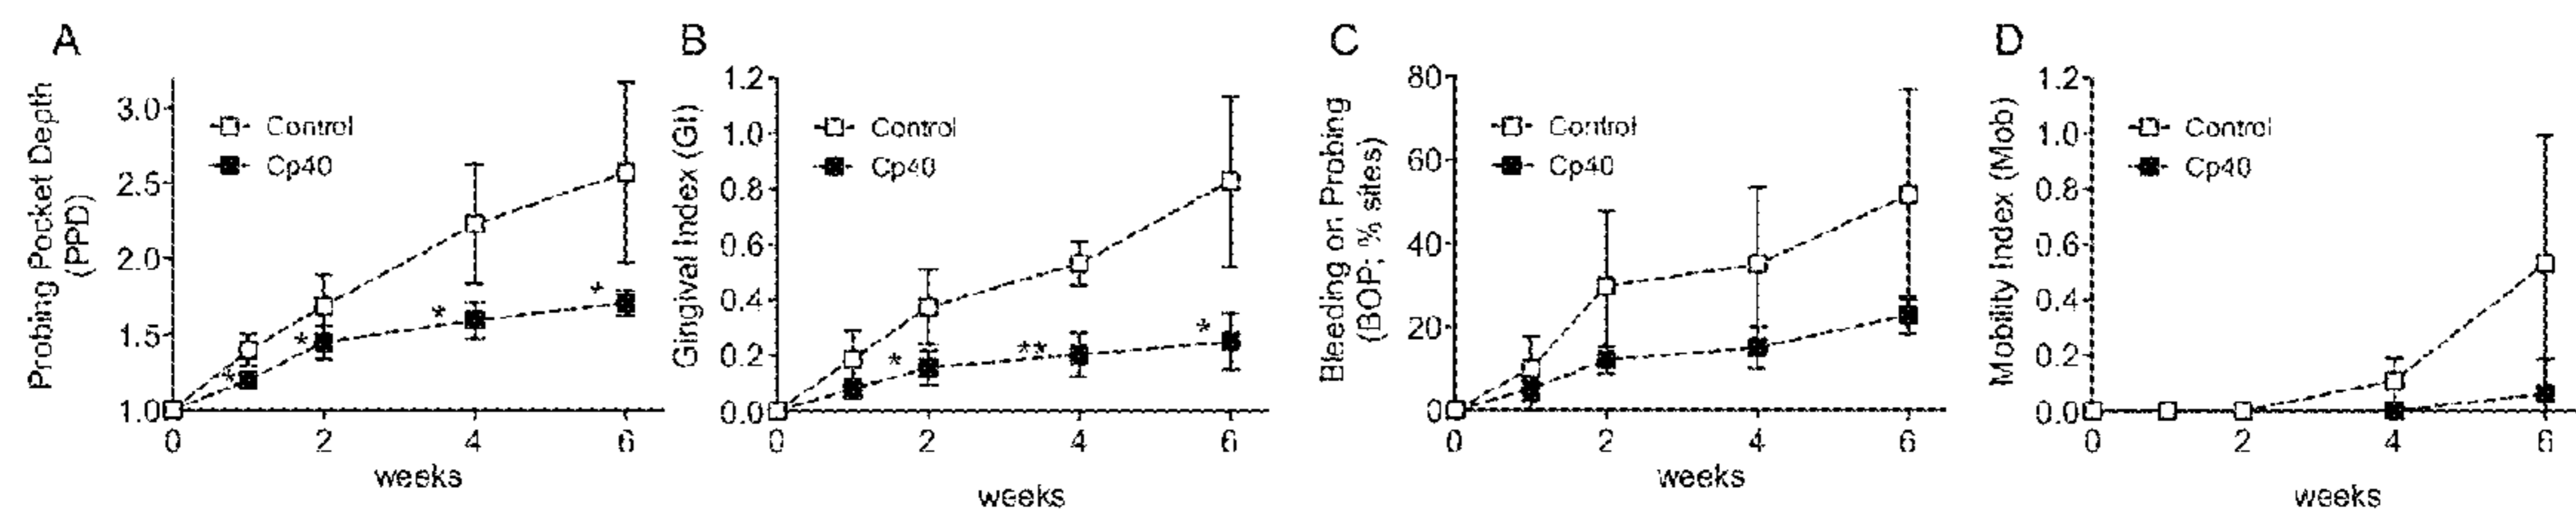 A
Probing Pocket Depth
(PPD)
3.0
2.5
2.0
1.5
1.0
Control
Cp40
*
*
*
*
0
2
4
6
weeks
B
Gingival Index (GI)
1.2
1.0
0.8
0.6
0.4
0.2
0.0
Control
Cp40
*
**
*
0
2
4
6
weeks
C
Bleeding on Probing
(BOP; % sites)
80
60
40
20
0
Control
Cp40
0
2
4
6
weeks
D
Mobility Index (Mob)
1.2
1.0
0.8
0.6
0.4
0.2
0.0
Control
Cp40
0
2
4
6
weeks